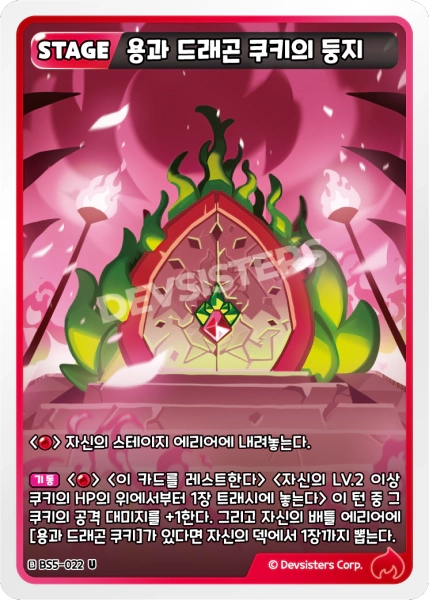 STAGE 용과 드래곤 쿠키의 둥지
DEVSISTERS
< > 자신의 스테이지 에리어에 내려놓는다.
기동 < > <이 카드를 레스트한다> <자신의 LV.2 이상
쿠키의 HP의 위에서부터 1장 트래시에 놓는다> 이 턴 중 그
쿠키의 공격 대미지를 +1한다. 그리고 자신의 배틀 에리어에
[용과 드래곤 쿠키]가 있다면 자신의 덱에서 1장까지 뽑는다.
BS5-022 U
© Devsisters Corp.